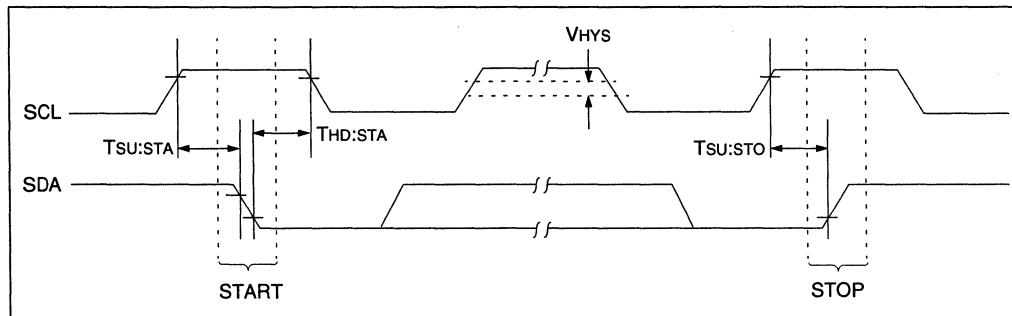 VHYS
SCL
TSU:STA
THD:STA
TSU:STO
SDA
START
STOP